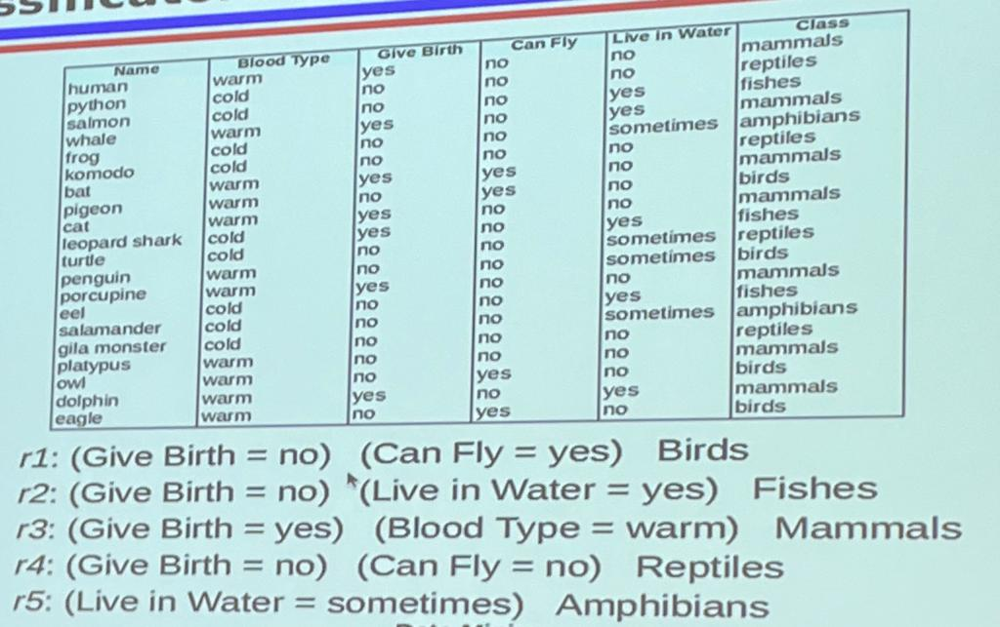 Name Blood Type Give Birth Can Fly Live in Water Class
human warm yes no no mammals
python cold no no no reptiles
salmon cold no no yes fishes
whale warm yes no yes mammals
frog cold no no sometimes amphibians
komodo cold no no no reptiles
bat warm yes yes no mammals
pigeon warm no yes no birds
cat warm yes no no mammals
leopard shark cold yes no yes fishes
turtle cold no no sometimes reptiles
penguin warm no no sometimes birds
porcupine warm yes no no mammals
eel cold no no yes fishes
salamander cold no no sometimes amphibians
gila monster cold no no no reptiles
platypus warm no no no mammals
owl warm no yes no birds
dolphin warm yes no yes mammals
eagle warm no yes no birds
r1: (Give Birth = no) (Can Fly = yes) Birds
r2: (Give Birth = no) (Live in Water = yes) Fishes
r3: (Give Birth = yes) (Blood Type = warm) Mammals
r4: (Give Birth = no) (Can Fly = no) Reptiles
r5: (Live in Water = sometimes) Amphibians